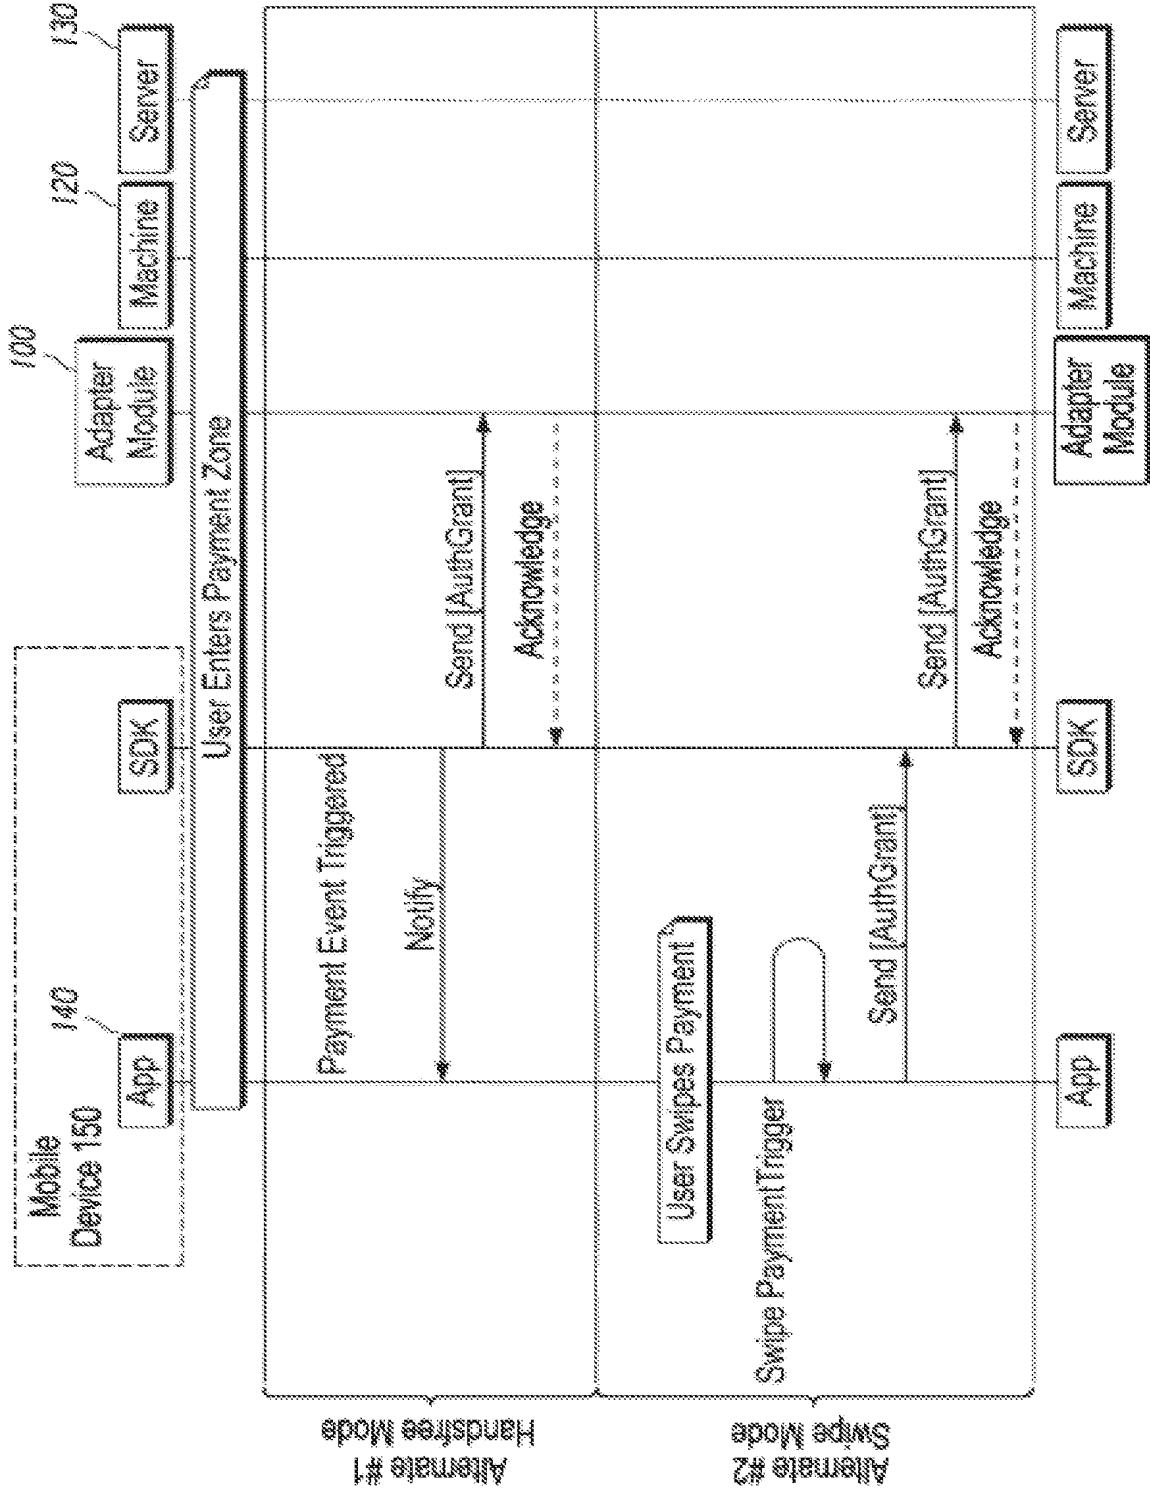 Mobile
Device 150
140
App
SDK
100
Adapter
Module
120
Machine
130
Server
User Enters Payment Zone
Alternate #1
Handsfree Mode
Payment Event Triggered
Notify
Send [AuthGrant]
Acknowledge
Alternate #2
Swipe Mode
User Swipes Payment
Swipe PaymentTrigger
Send [AuthGrant]
Send [AuthGrant]
Acknowledge
App
SDK
Adapter
Module
Machine
Server